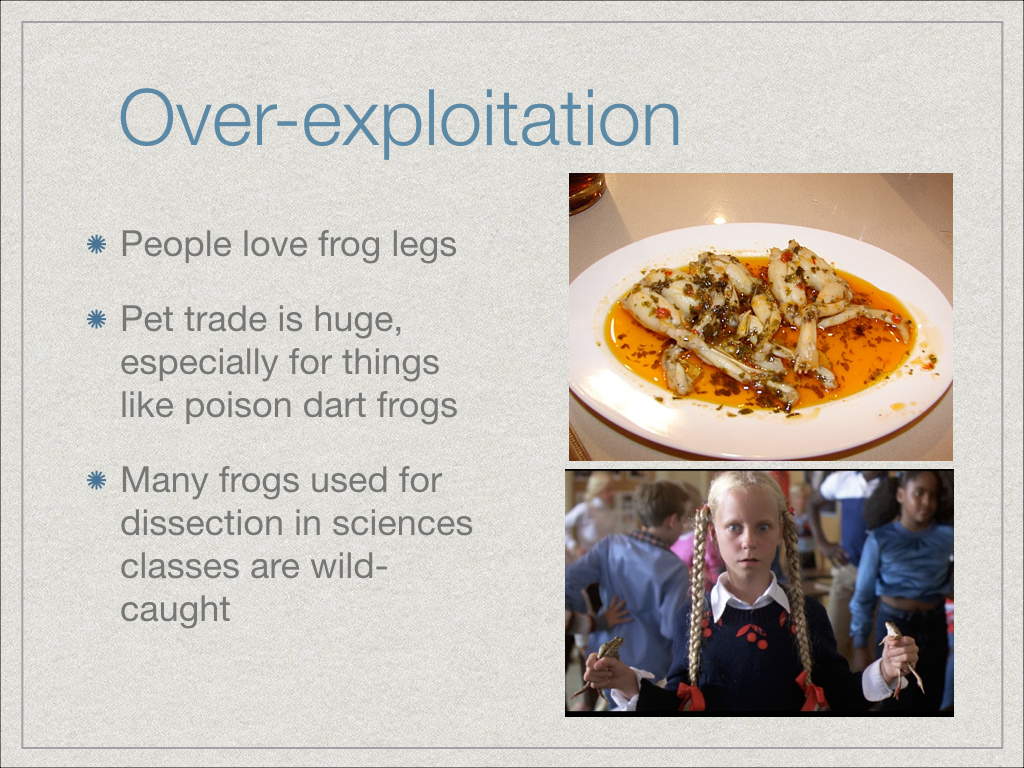 Over-exploitation
People love frog legs
Pet trade is huge,
especially for things
like poison dart frogs
Many frogs used for
dissection in sciences
classes are wild-
caught